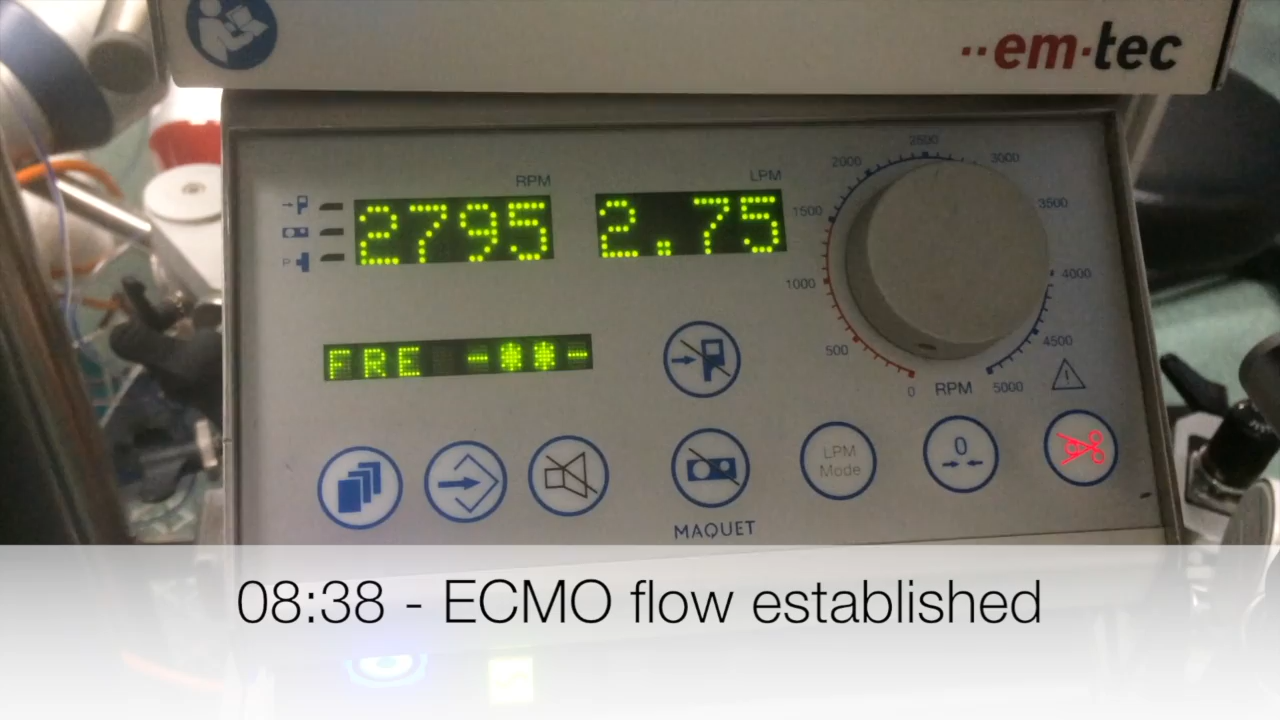 em·tec
RPM
LPM
2795
2.75
P
FRE -00-
0
500
1000
1500
2000
2500
3000
3500
4000
4500
5000
RPM
LPM
Mode
0
MAQUET
08:38 - ECMO flow established